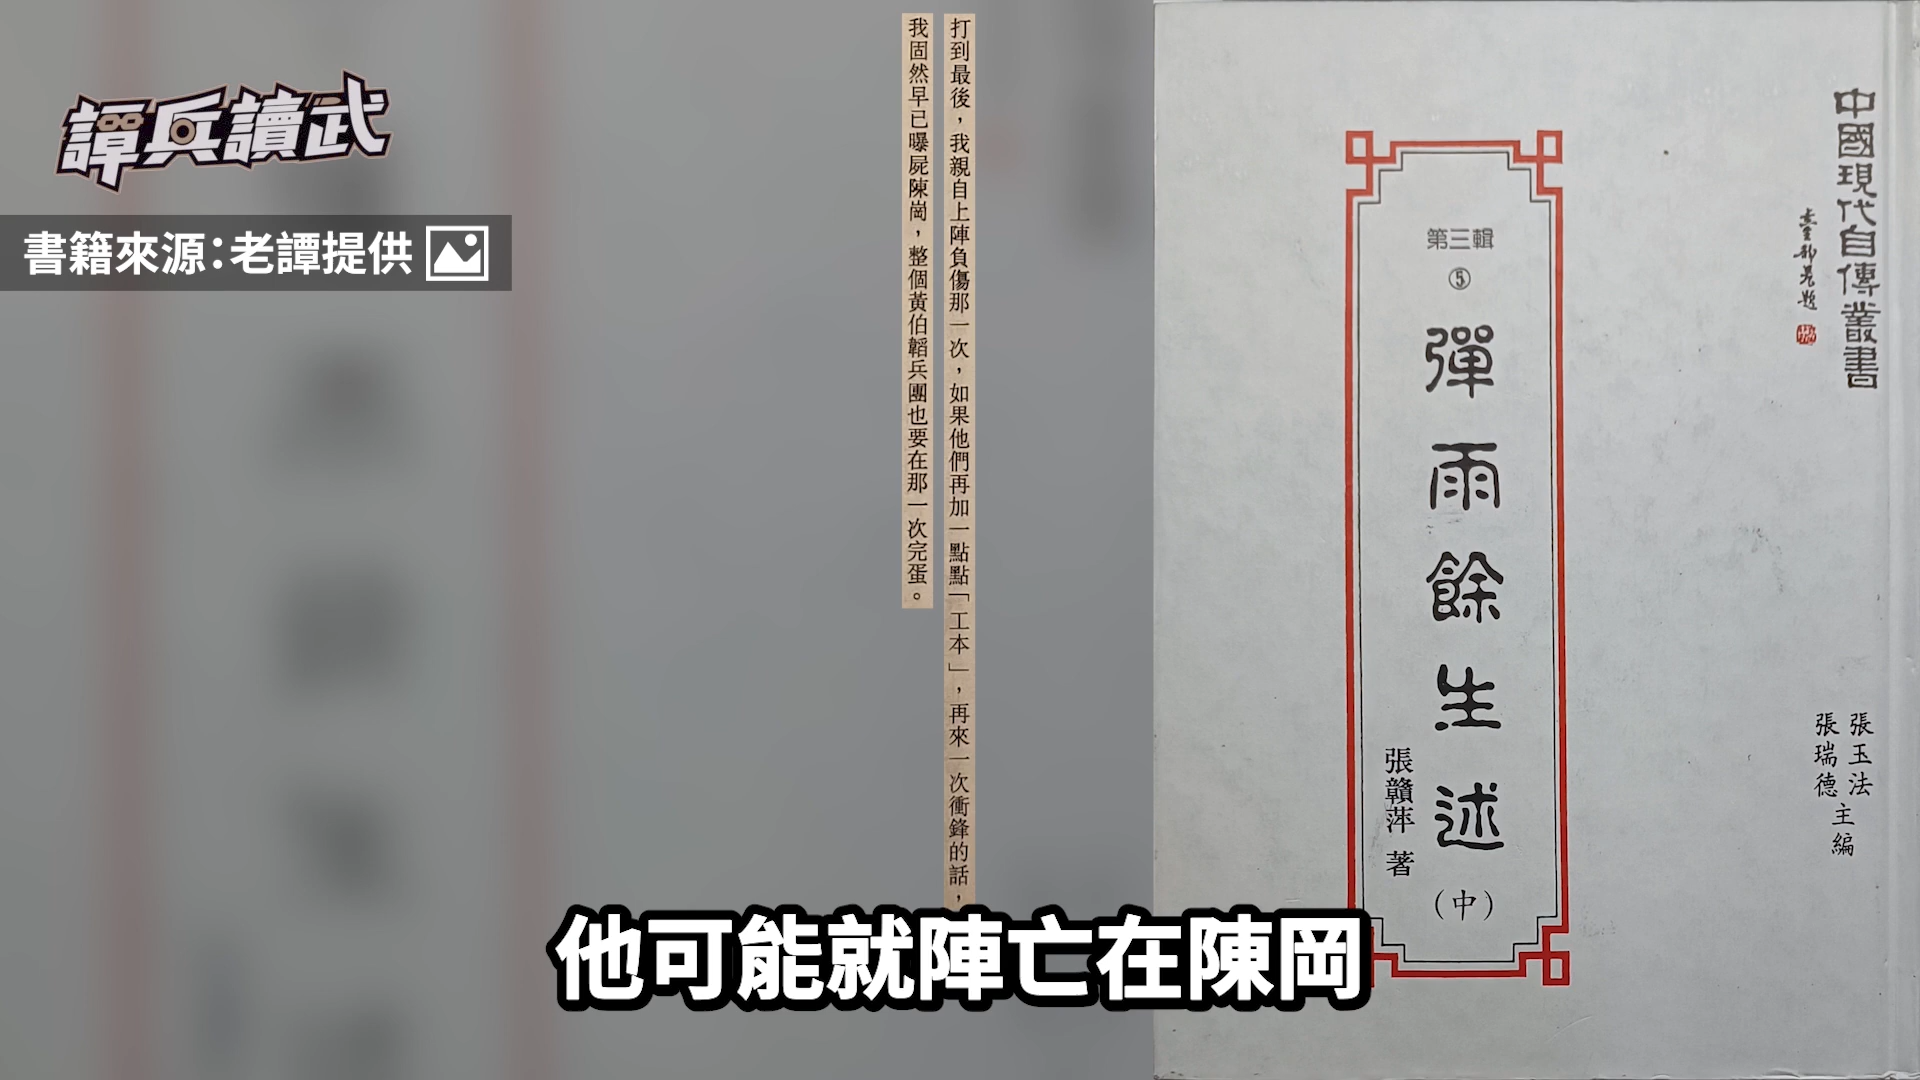 譚兵讀武
書籍來源：老譚提供
打到最後，我親自上陣負傷那一次，如果他們再加一點點「工本」，再來一次衝鋒的話，
我固然早已曝屍陳崗，整個黃伯韜兵團也要在那一次完蛋。
中國現代自傳叢書
張玉法
張瑞德
主編
第三輯
⑤
彈雨餘生述
（中）
張贛萍 著
他可能就陣亡在陳岡